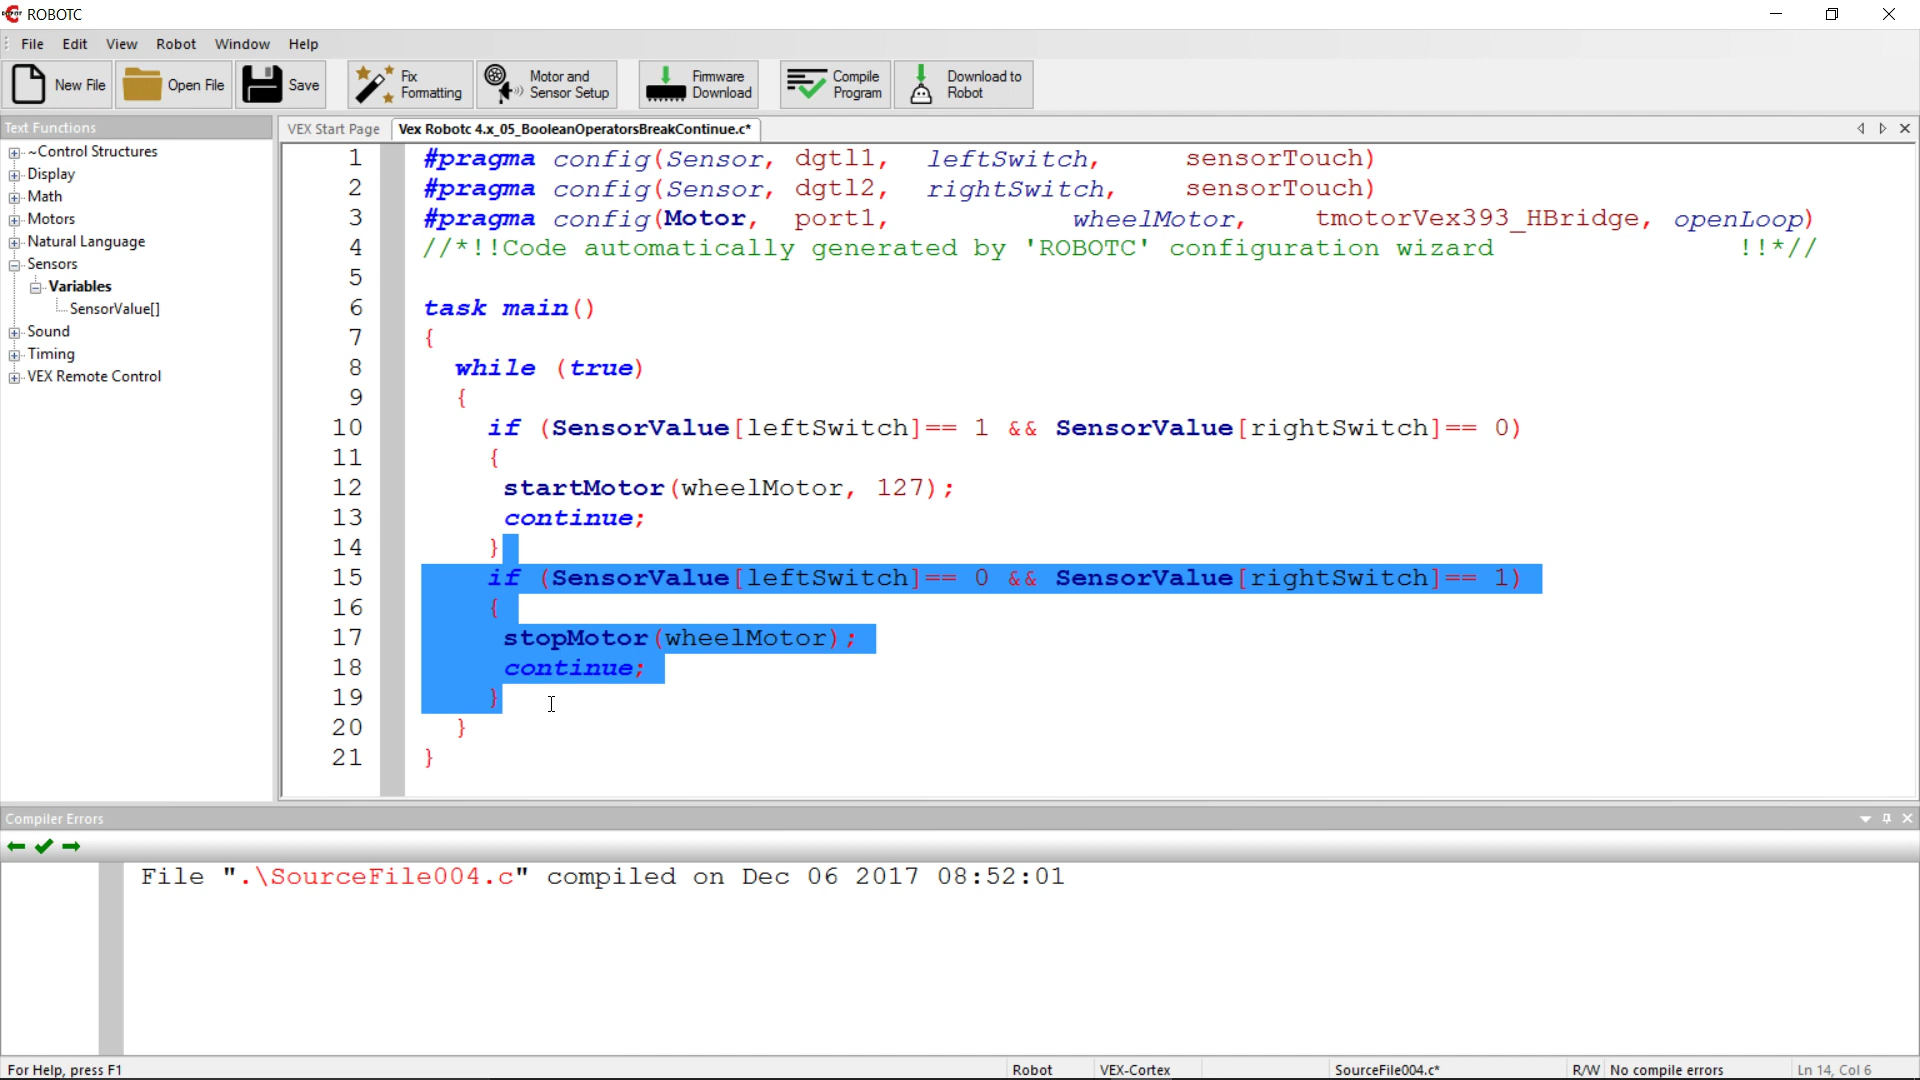 ROBOTC
File Edit View Robot Window Help
New File Open File Save Fix Formatting Motor and Sensor Setup Firmware Download Compile Program Download to Robot
Text Functions
VEX Start Page Vex Robotc 4.x_05_BooleanOperatorsBreakContinue.c*
~Control Structures
Display
Math
Motors
Natural Language
Sensors
Variables
SensorValue[]
Sound
Timing
VEX Remote Control
1 #pragma config(Sensor, dgtl1, leftSwitch, sensorTouch)
2 #pragma config(Sensor, dgtl2, rightSwitch, sensorTouch)
3 #pragma config(Motor, port1, wheelMotor, tmotorVex393_HBridge, openLoop)
4 //*!!Code automatically generated by 'ROBOTC' configuration wizard !!*//
5
6 task main()
7 {
8 while (true)
9 {
10 if (SensorValue[leftSwitch]== 1 && SensorValue[rightSwitch]== 0)
11 {
12 startMotor(wheelMotor, 127);
13 continue;
14 }
15 if (SensorValue[leftSwitch]== 0 && SensorValue[rightSwitch]== 1)
16 {
17 stopMotor(wheelMotor);
18 continue;
19 }
20 }
21 }
Compiler Errors
File ".\SourceFile004.c" compiled on Dec 06 2017 08:52:01
For Help, press F1 Robot VEX-Cortex SourceFile004.c* R/W No compile errors Ln 14, Col 6